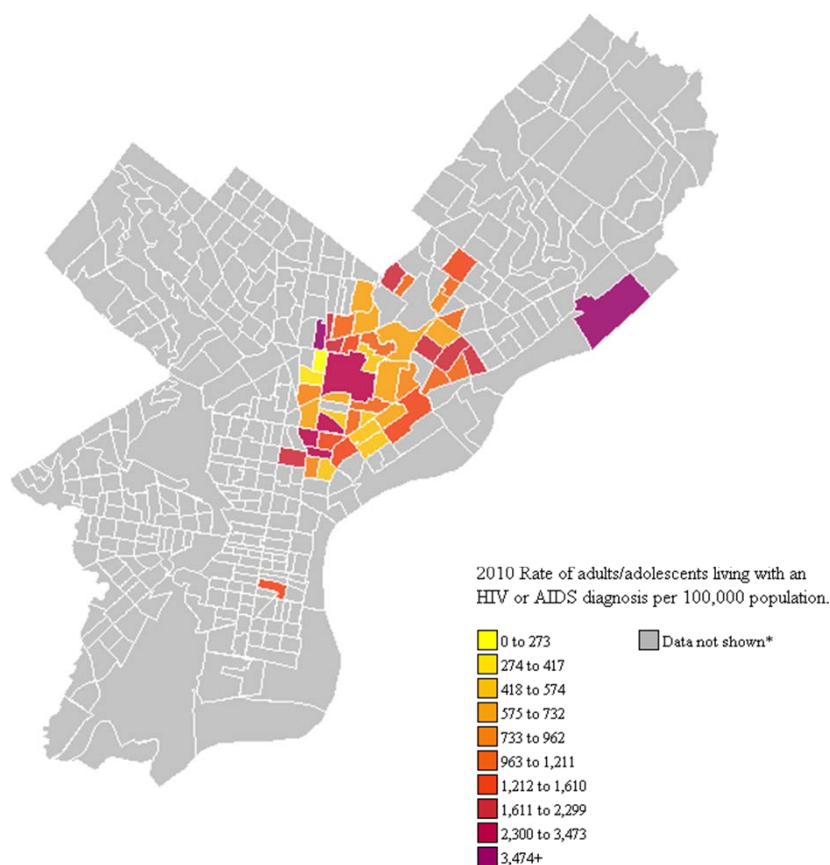 2010 Rate of adults/adolescents living with an
HIV or AIDS diagnosis per 100,000 population.
0 to 273
Data not shown*
274 to 417
418 to 574
575 to 732
733 to 962
963 to 1,211
1,212 to 1,610
1,611 to 2,299
2,300 to 3,473
3,474+